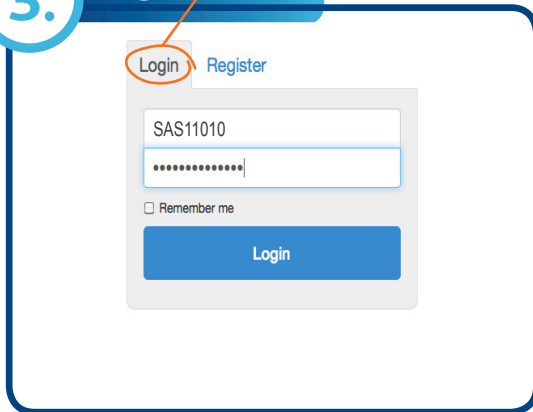 3.
Login Register
SAS11010
••••••••••••••
Remember me
Login